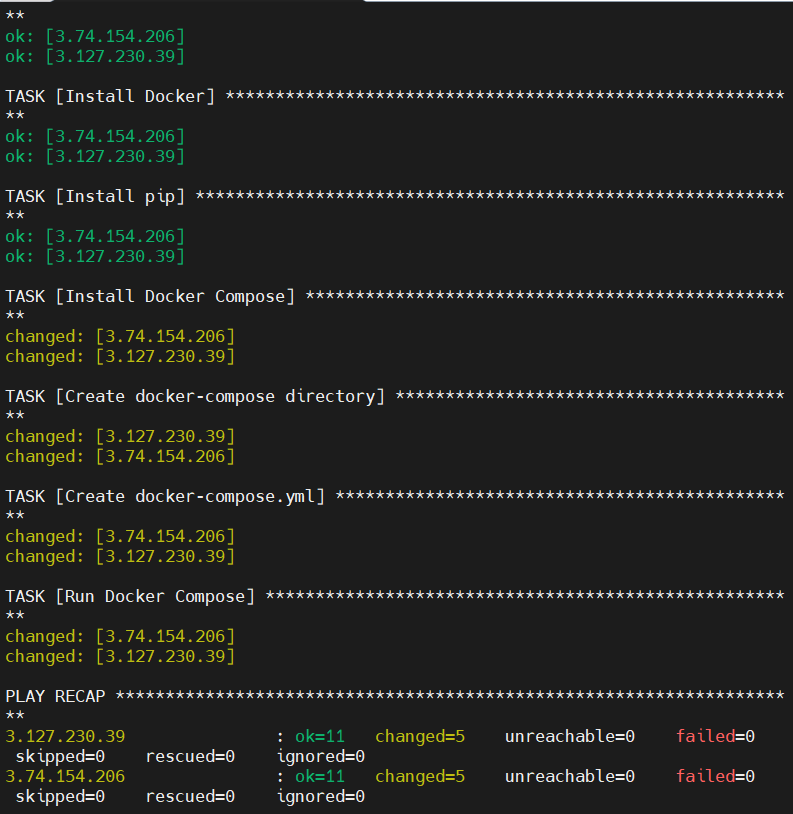 **
ok: [3.74.154.206]
ok: [3.127.230.39]
TASK [Install Docker] ********************************************************
**
ok: [3.74.154.206]
ok: [3.127.230.39]
TASK [Install pip] ***********************************************************
**
ok: [3.74.154.206]
ok: [3.127.230.39]
TASK [Install Docker Compose] ************************************************
**
changed: [3.74.154.206]
changed: [3.127.230.39]
TASK [Create docker-compose directory] ***************************************
**
changed: [3.127.230.39]
changed: [3.74.154.206]
TASK [Create docker-compose.yml] *********************************************
**
changed: [3.74.154.206]
changed: [3.127.230.39]
TASK [Run Docker Compose] ****************************************************
**
changed: [3.74.154.206]
changed: [3.127.230.39]
PLAY RECAP *******************************************************************
**
3.127.230.39               : ok=11   changed=5    unreachable=0    failed=0
 skipped=0    rescued=0    ignored=0
3.74.154.206               : ok=11   changed=5    unreachable=0    failed=0
 skipped=0    rescued=0    ignored=0